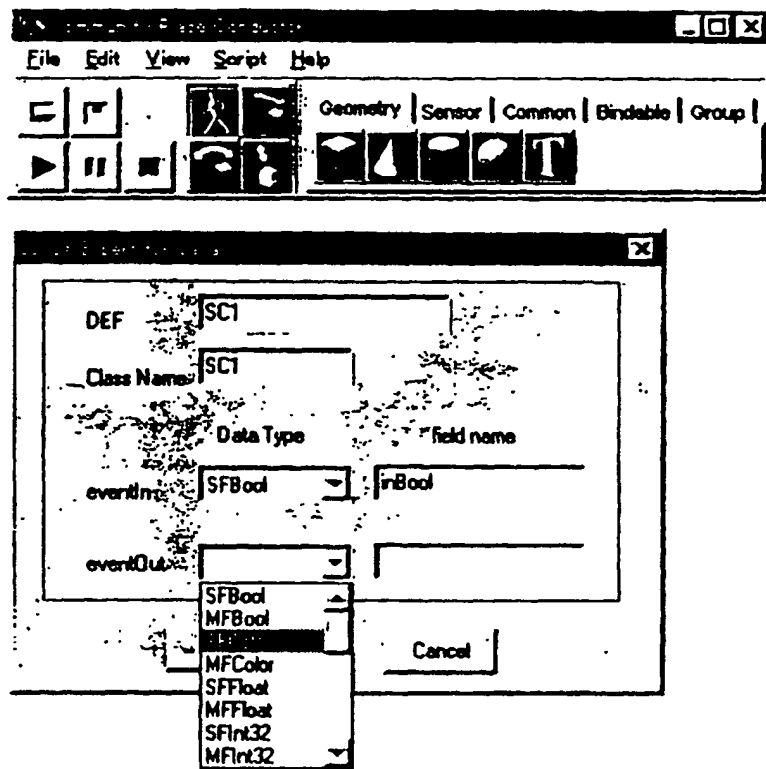 File Edit View Script Help
Geometry Sensor Common Bindable Group
T
DEF SC1
Class Name SC1
Data Type field name
eventIn SFBool inBool
eventOut
SFBool
MFBool
MFColor
SFFloat
MFFloat
SFInt32
MFInt32
Cancel